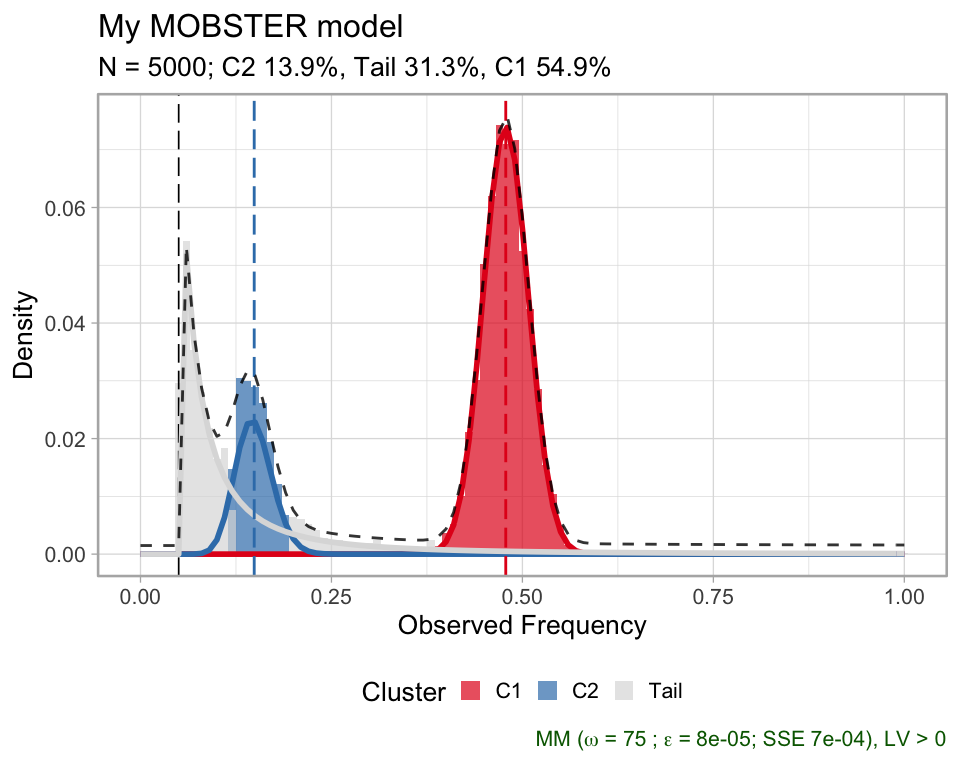 My MOBSTER model
N = 5000; C2 13.9%, Tail 31.3%, C1 54.9%
Density
0.06
0.04
0.02
0.00
0.00 0.25 0.50 0.75 1.00
Observed Frequency
Cluster C1 C2 Tail
MM (ω = 75 ; ε = 8e-05; SSE 7e-04), LV > 0